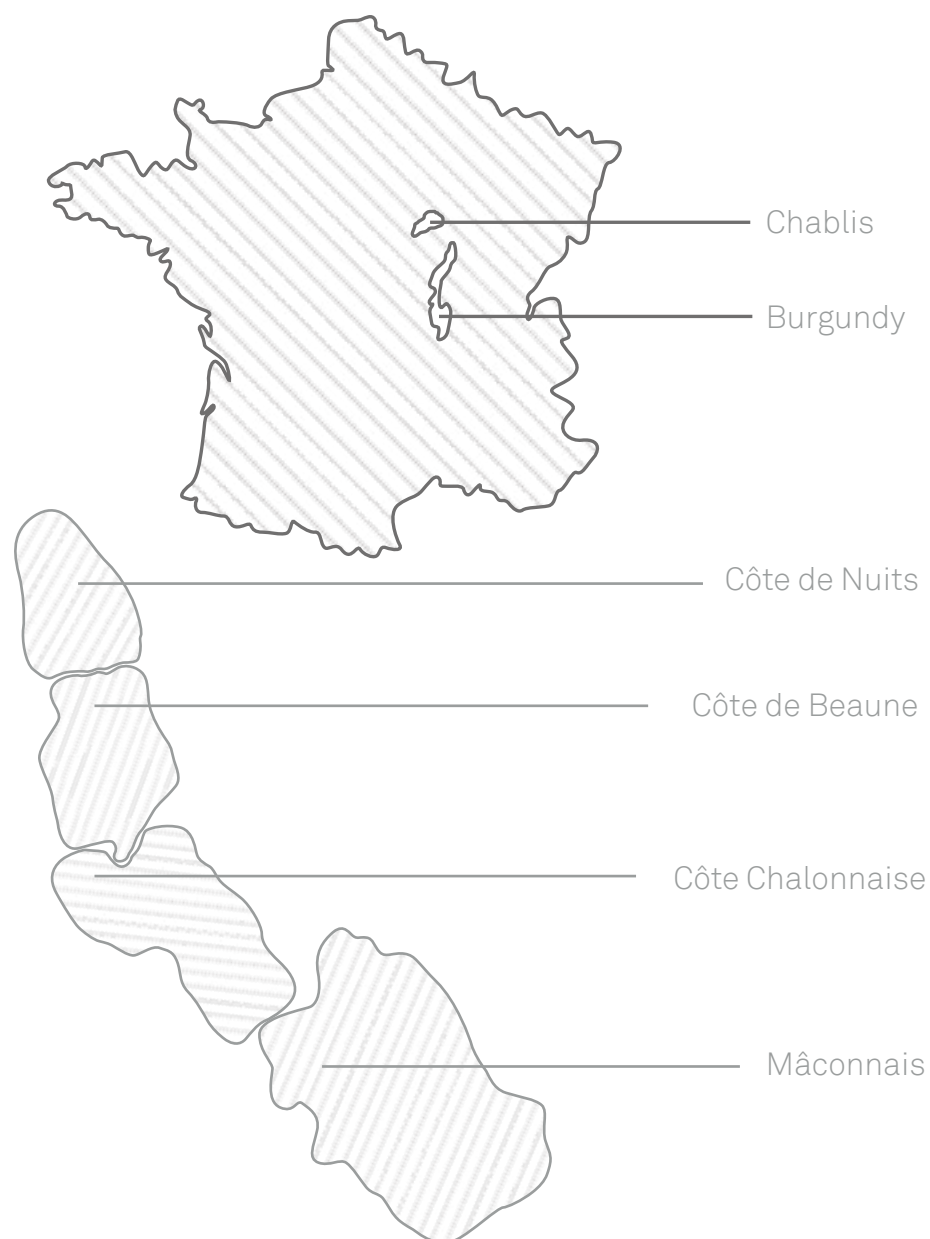 Chablis
Burgundy
Côte de Nuits
Côte de Beaune
Côte Chalonnaise
Mâconnais